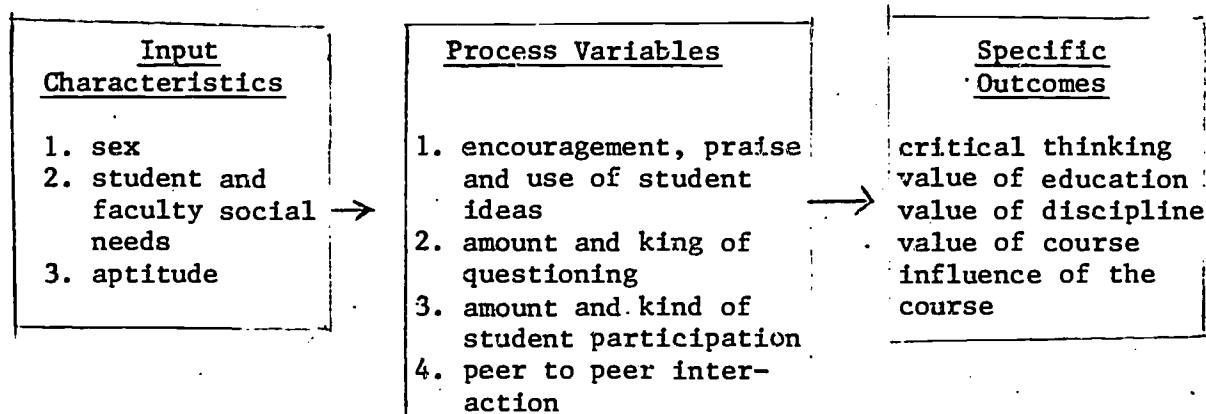 Input
Characteristics
1. sex
2. student and
faculty social
needs
3. aptitude
Process Variables
1. encouragement, praise
and use of student
ideas
2. amount and king of
questioning
3. amount and kind of
student participation
4. peer to peer inter-
action
Specific
Outcomes
critical thinking
value of education
value of discipline
value of course
influence of the
course